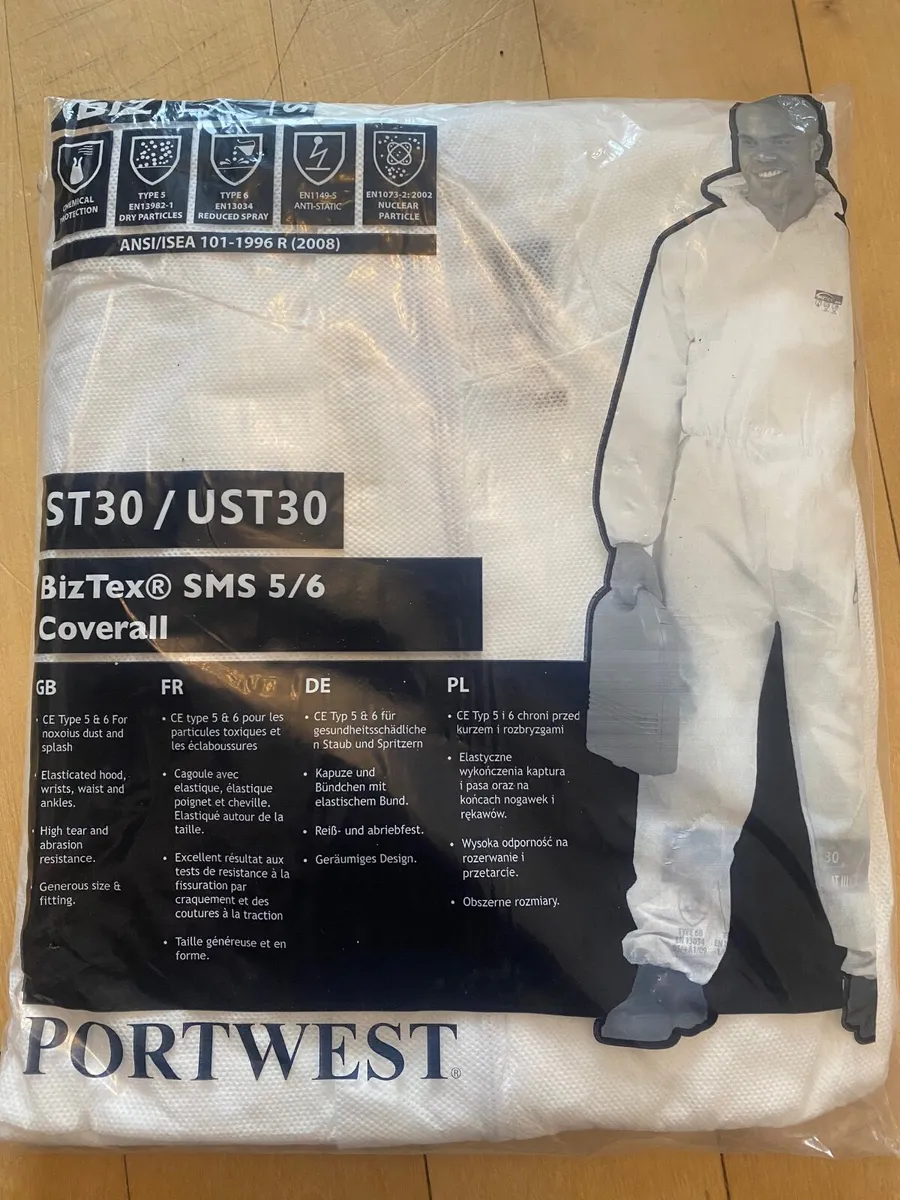 BIZTEX
CHEMICAL
PROTECTION
TYPE 5
EN13982-1
DRY PARTICLES
TYPE 6
EN13034
REDUCED SPRAY
EN1149-5
ANTI-STATIC
EN1073-2:2002
NUCLEAR
PARTICLE
ANSI/ISEA 101-1996 R (2008)
ST30 / UST30
BizTex® SMS 5/6
Coverall
GB
• CE Type 5 & 6 For
noxoius dust and
splash
• Elasticated hood,
wrists, waist and
ankles.
• High tear and
abrasion
resistance.
• Generous size &
fitting.
FR
• CE type 5 & 6 pour les
particules toxiques et
les éclaboussures
• Cagoule avec
elastique, élastique
poignet et cheville.
Elastiqué autour de la
taille.
• Excellent résultat aux
tests de resistance à la
fissuration par
craquement et des
coutures à la traction
• Taille généreuse et en
forme.
DE
• CE Typ 5 & 6 für
gesundheitsschädliche
n Staub und Spritzern
• Kapuze und
Bündchen mit
elastischem Bund.
• Reiß- und abriebfest.
• Geräumiges Design.
PL
• CE Typ 5 i 6 chroni przed
kurzem i rozbryzgami
• Elastyczne
wykończenia kaptura
i pasa oraz na
końcach nogawek i
rękawów.
• Wysoka odporność na
rozerwanie i
przetarcie.
• Obszerne rozmiary.
30
TYPE 6B
EN 13034
PORTWEST®